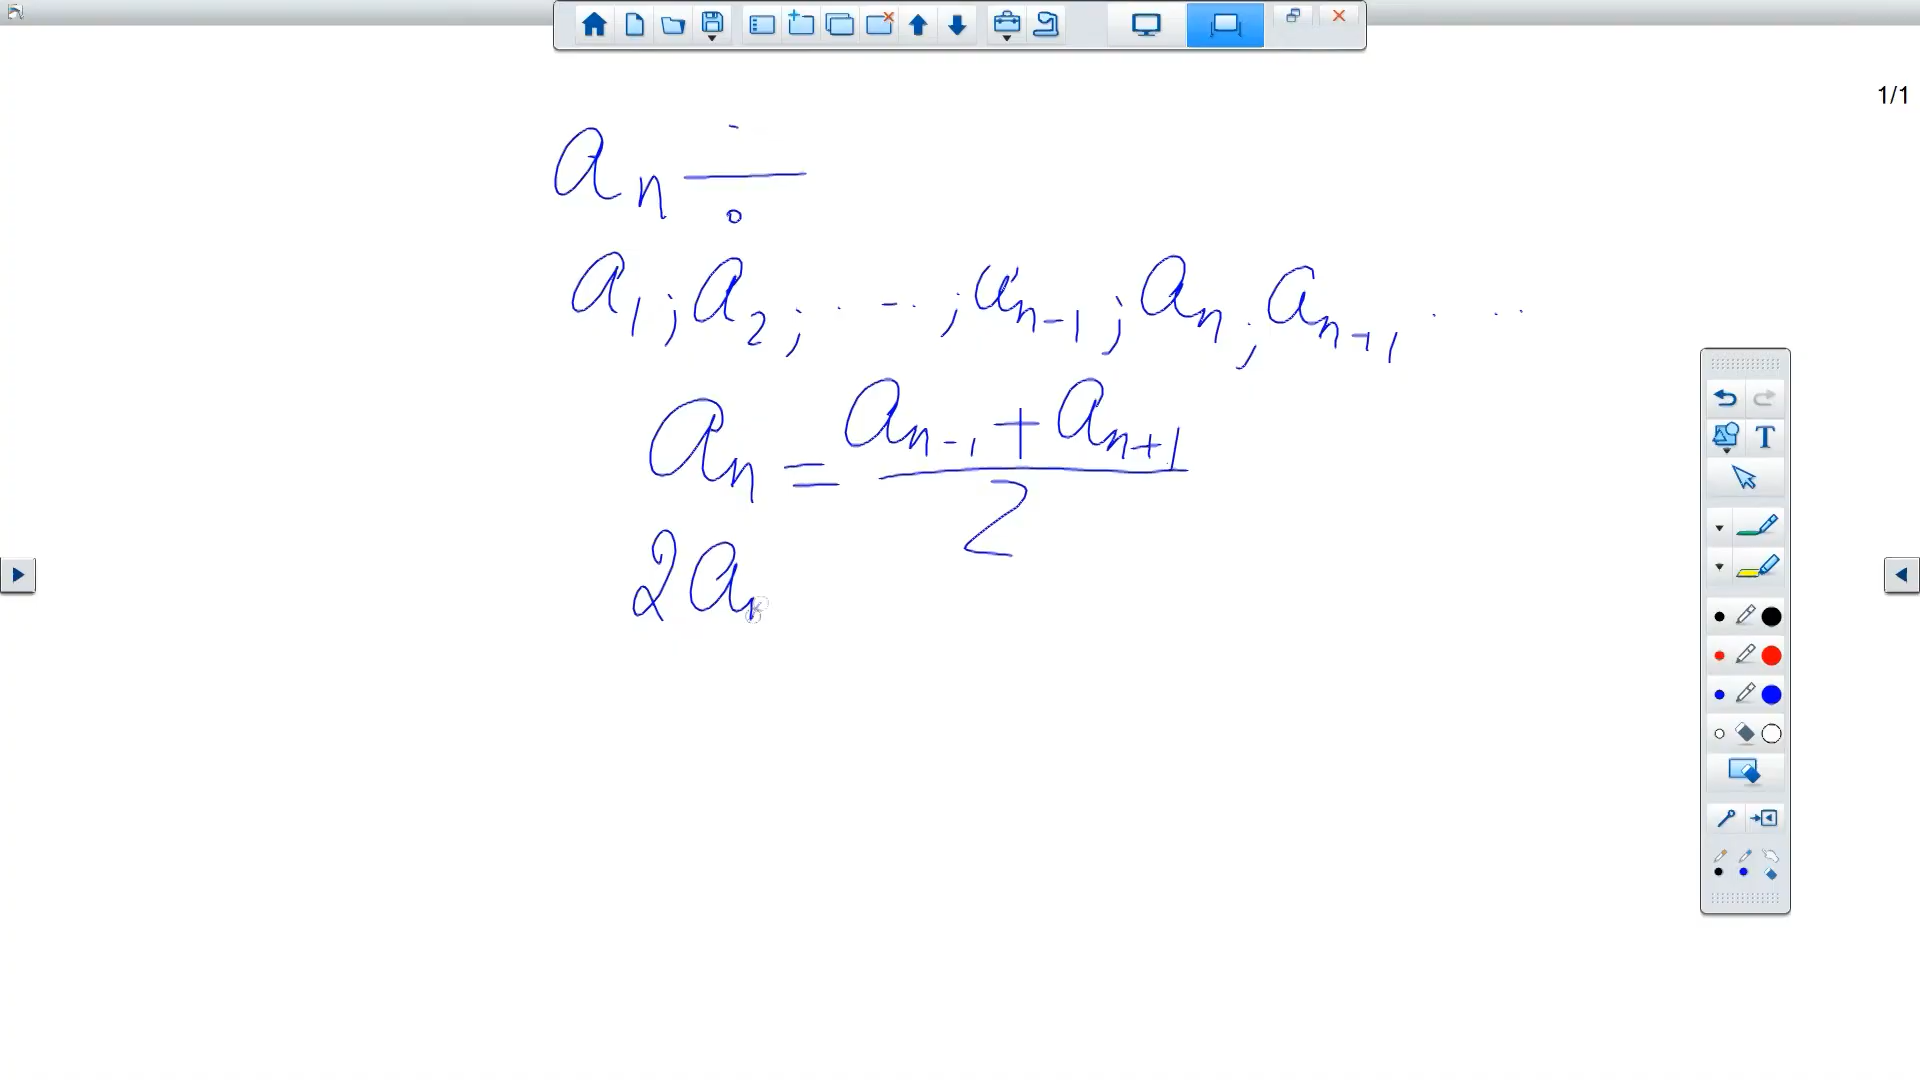 1/1
aₙ ÷
a₁; a₂; ....; aₙ₋₁; aₙ; aₙ₊₁ ...
aₙ = (aₙ₋₁ + aₙ₊₁) / 2
2aₙ
T